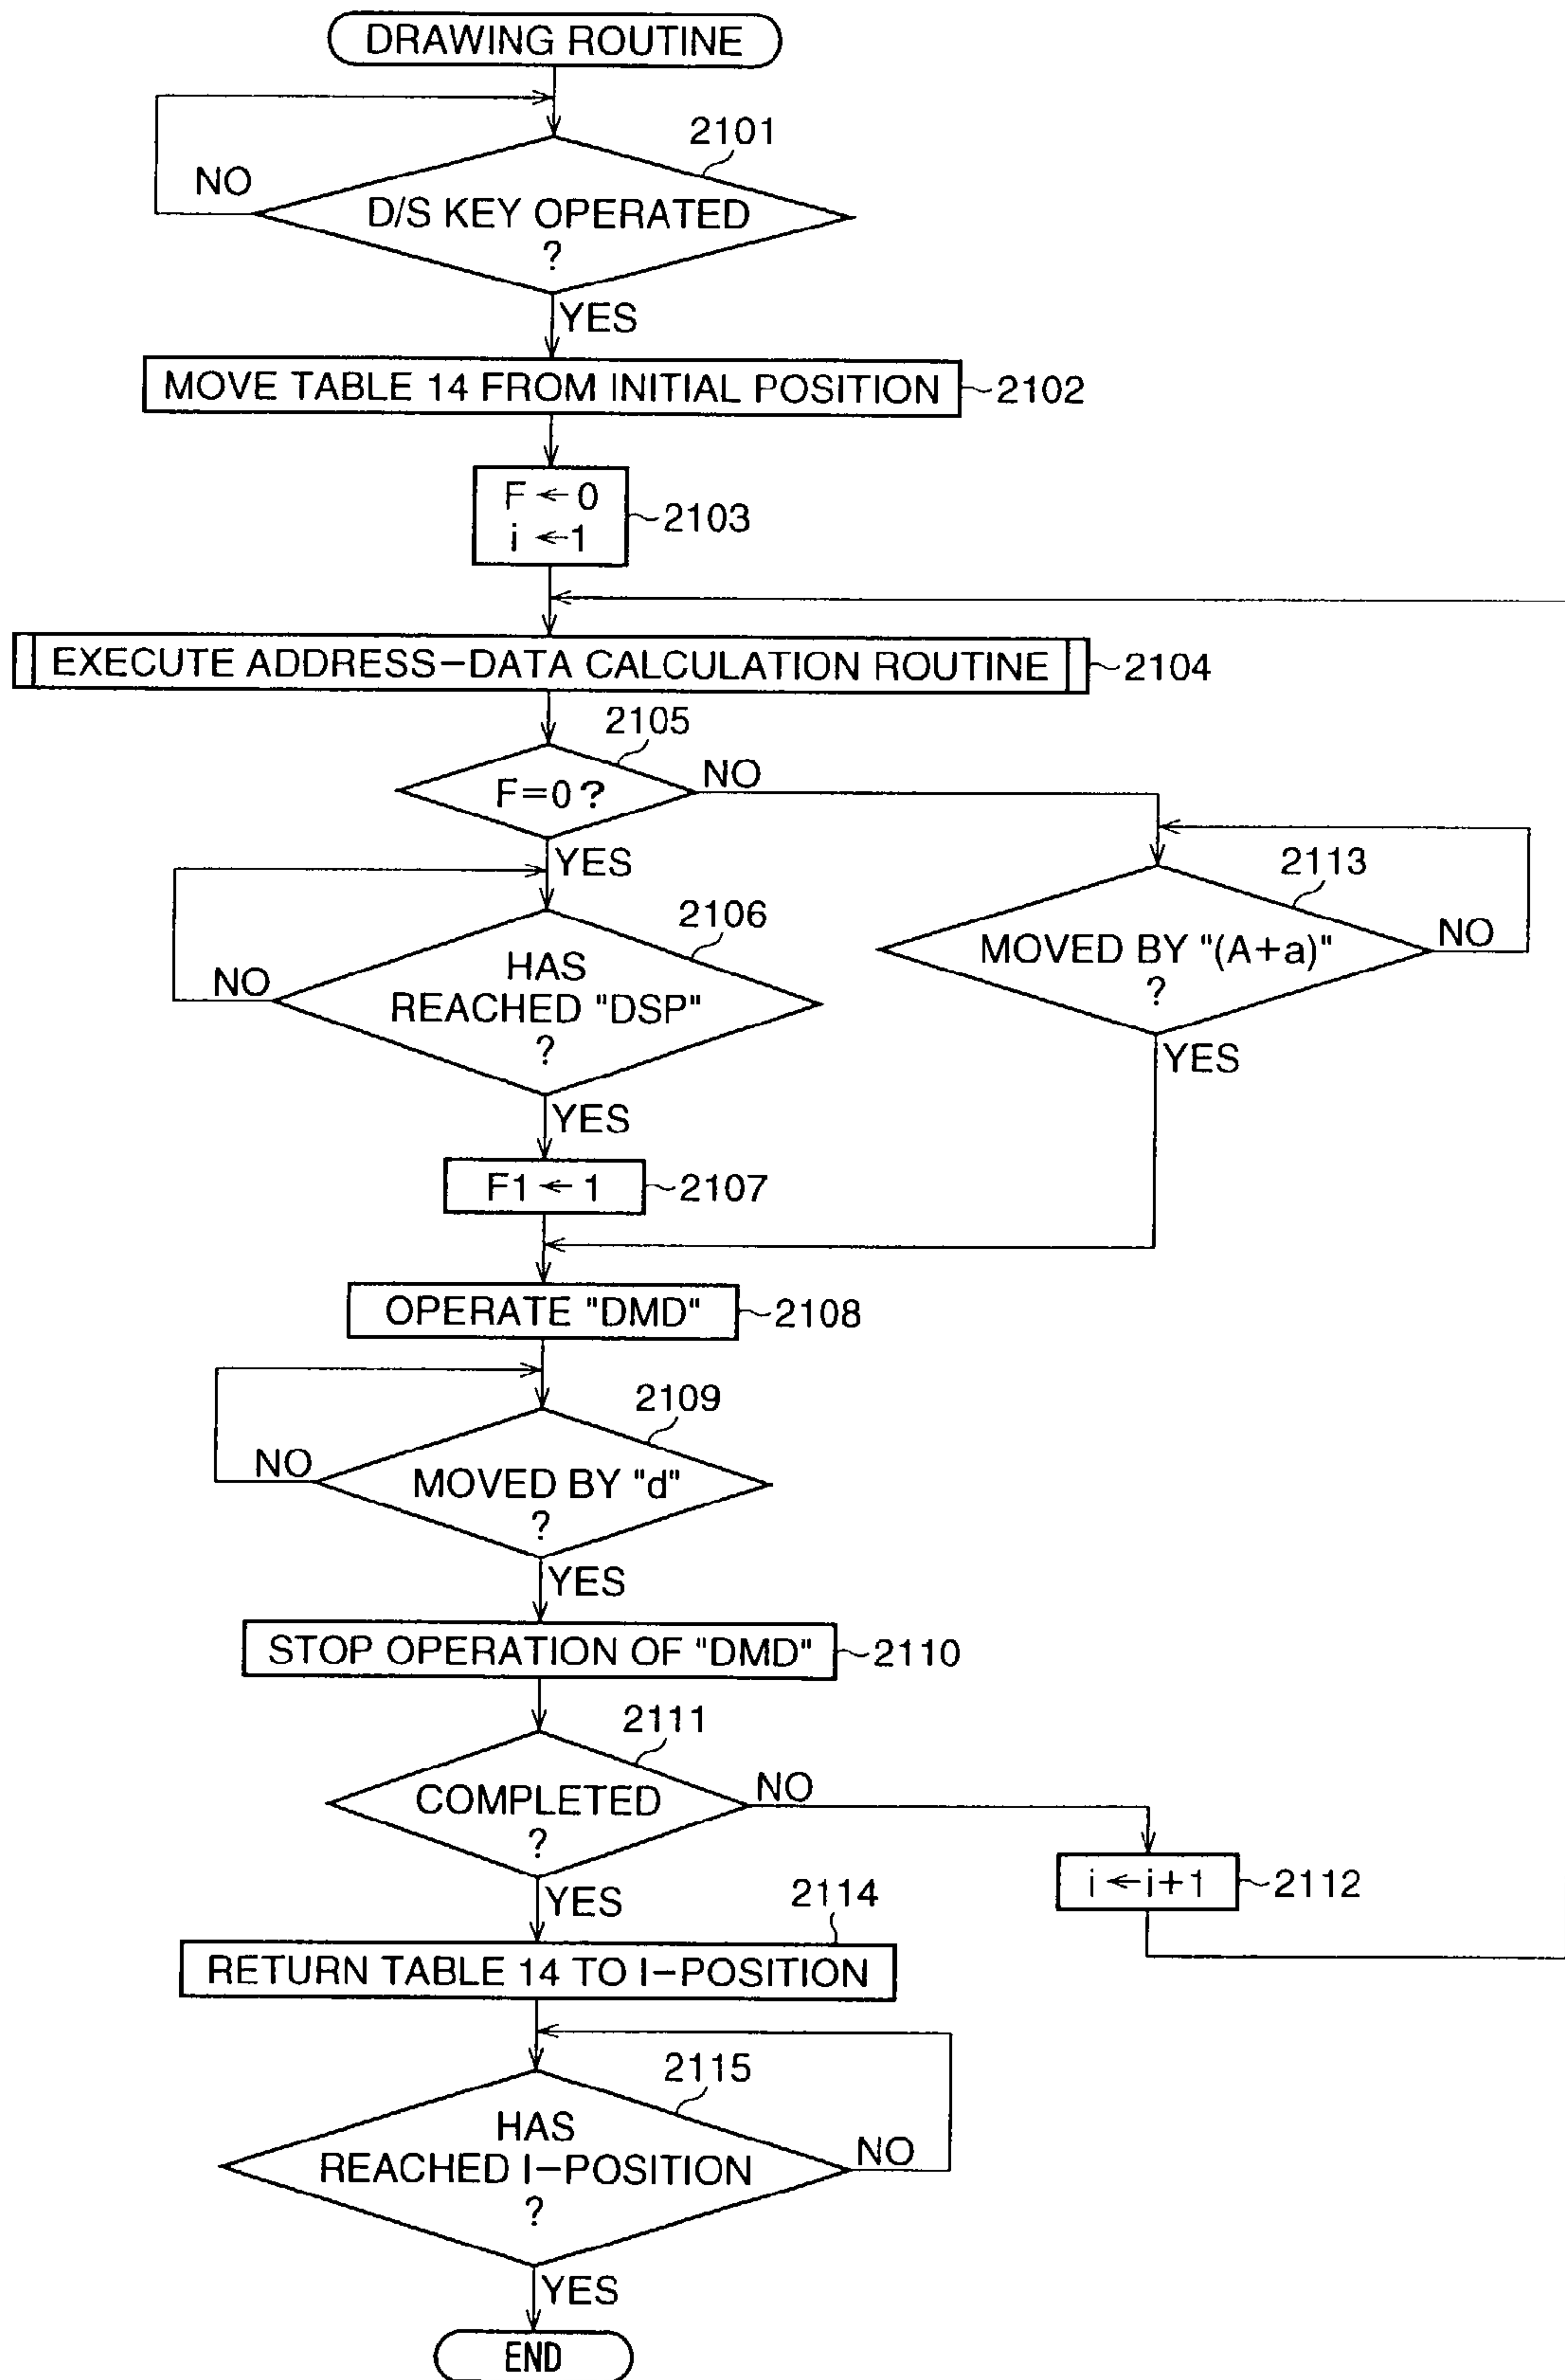 DRAWING ROUTINE
2101
NO
D/S KEY OPERATED
?
YES
MOVE TABLE 14 FROM INITIAL POSITION
2102
F ← 0
i ← 1
2103
EXECUTE ADDRESS-DATA CALCULATION ROUTINE
2104
2105
F=0?
NO
YES
2106
HAS
REACHED "DSP"
?
NO
YES
2113
MOVED BY "(A+a)"
?
NO
YES
F1 ← 1
2107
OPERATE "DMD"
2108
2109
NO
MOVED BY "d"
?
YES
STOP OPERATION OF "DMD"
2110
2111
COMPLETED
?
NO
YES
i ← i+1
2112
2114
RETURN TABLE 14 TO I-POSITION
2115
HAS
REACHED I-POSITION
?
NO
YES
END